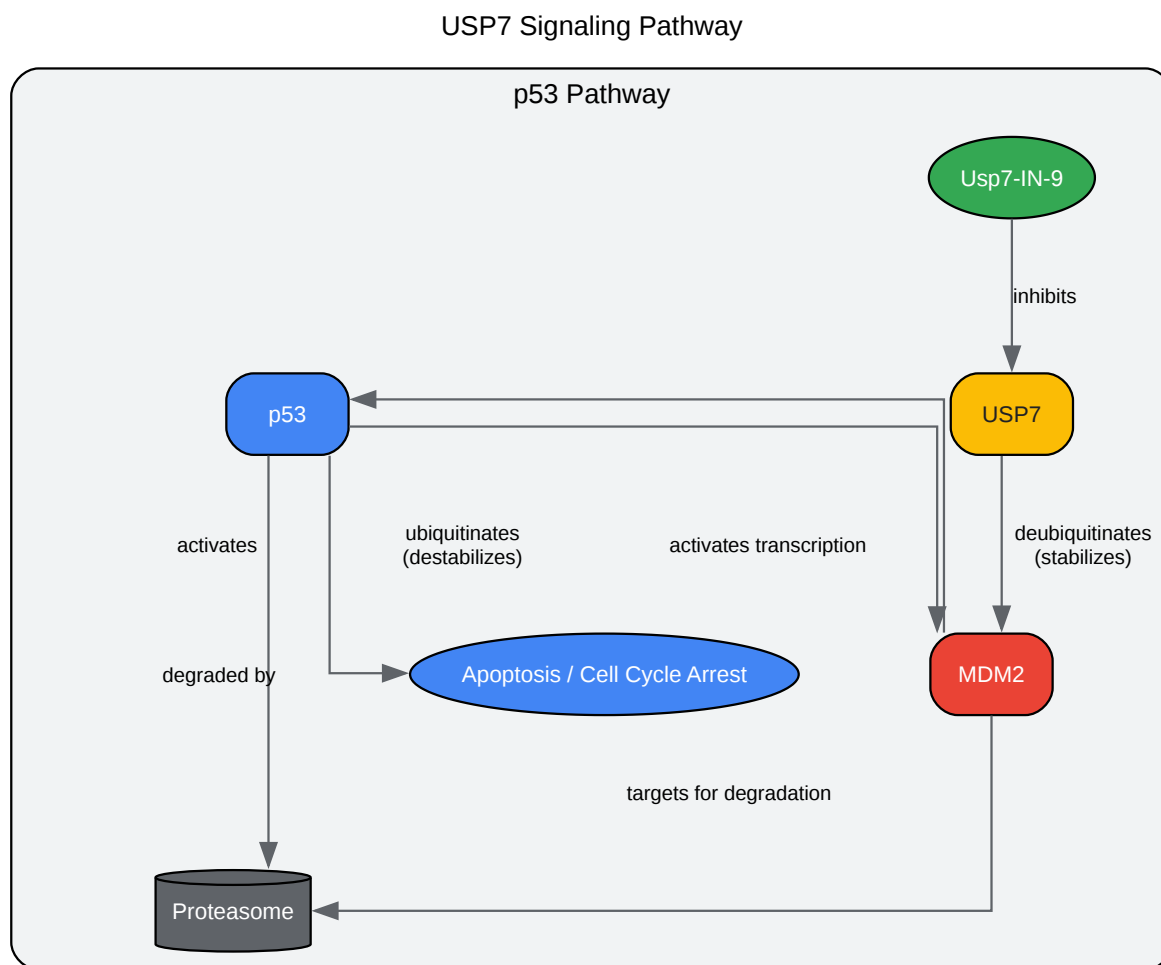 USP7 Signaling Pathway
p53 Pathway
Usp7-IN-9
inhibits
p53
USP7
activates
ubiquitinates
(destabilizes)
activates transcription
deubiquitinates
(stabilizes)
degraded by
Apoptosis / Cell Cycle Arrest
MDM2
targets for degradation
Proteasome